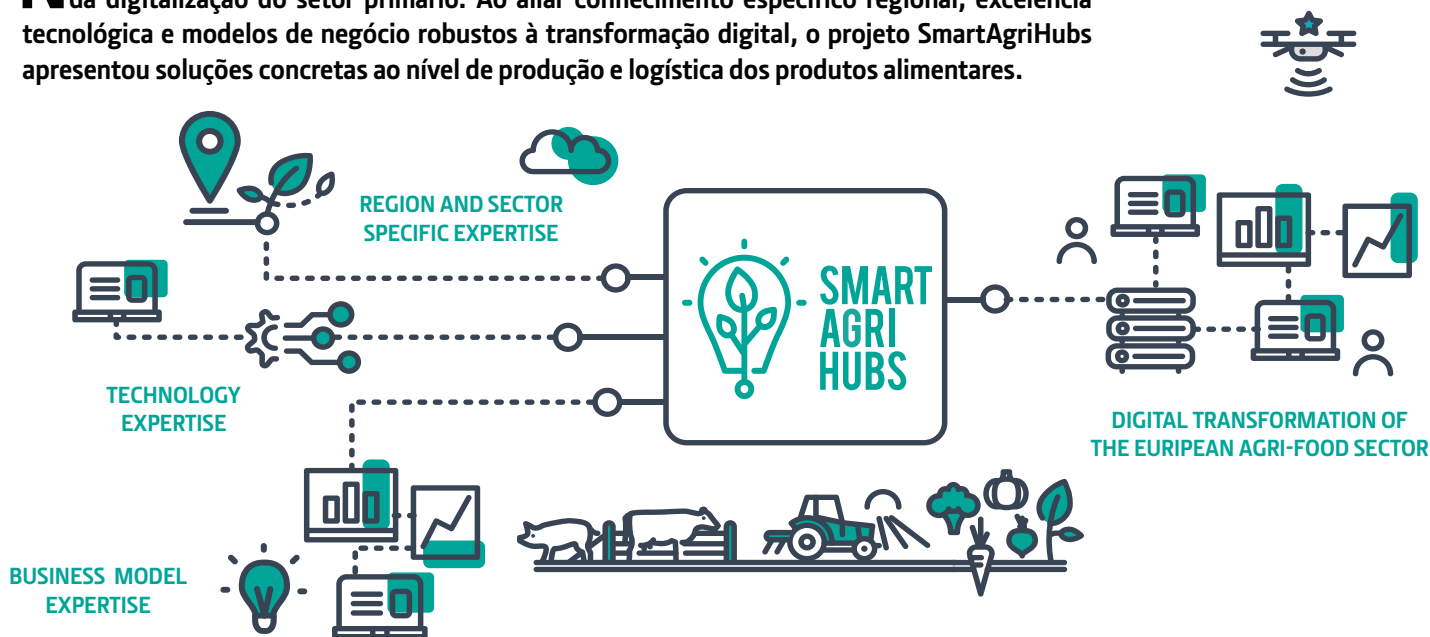 da digitalização do setor primário. Ao aliar conhecimento específico regional, excelência
tecnológica e modelos de negócio robustos à transformação digital, o projeto SmartAgriHubs
apresentou soluções concretas ao nível de produção e logística dos produtos alimentares.
REGION AND SECTOR
SPECIFIC EXPERTISE
SMART
AGRI
HUBS
TECHNOLOGY
EXPERTISE
DIGITAL TRANSFORMATION OF
THE EURIPEAN AGRI-FOOD SECTOR
BUSINESS MODEL
EXPERTISE